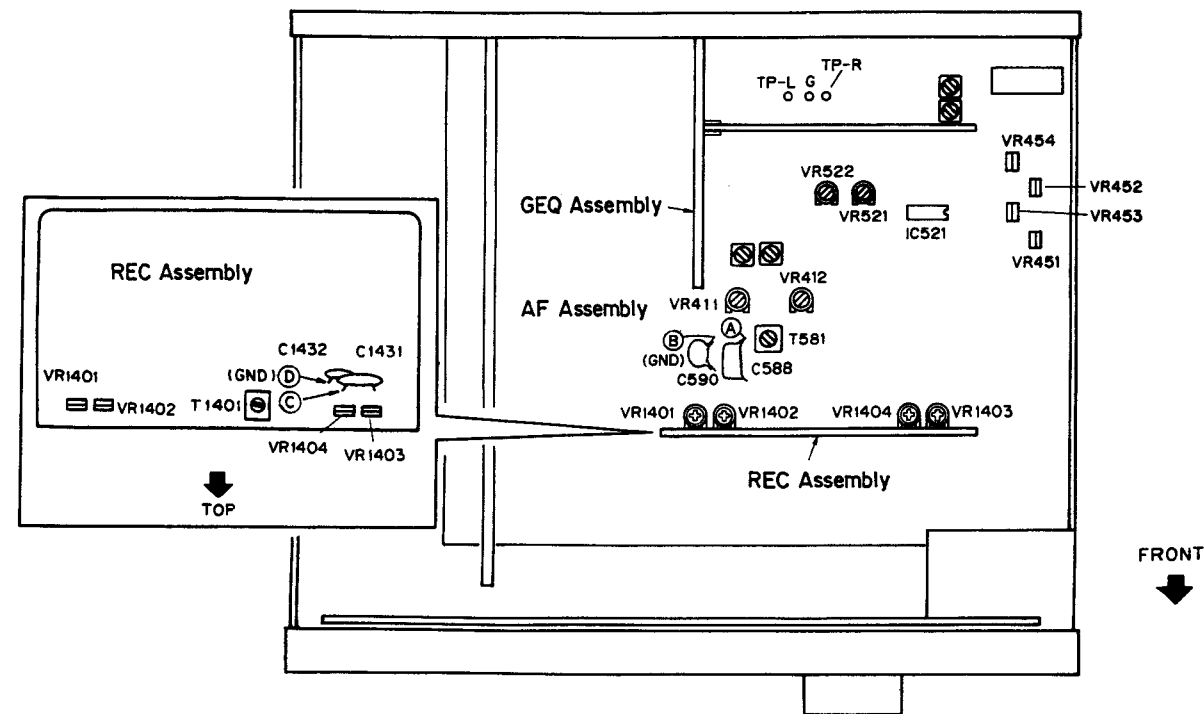 TP-L G TP-R
VR454
VR522
VR452
GEQ Assembly
VR521
VR453
IC521
VR451
REC Assembly
VR412
AF Assembly
VR411
A
B
T581
(GND)
C1432 C1431
C590 C588
(GND) D
VR1401
VR1402
T1401
C
VR1401 VR1402 VR1404 VR1403
VR1404 VR1403
REC Assembly
TOP
FRONT